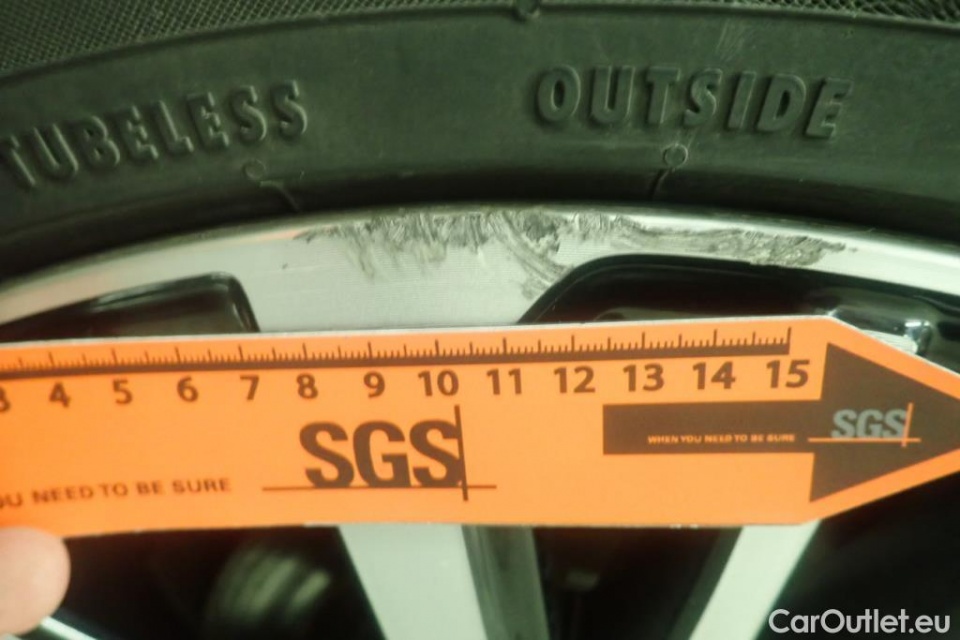 TUBELESS OUTSIDE
3 4 5 6 7 8 9 10 11 12 13 14 15
SGS
WHEN YOU NEED TO BE SURE
SGS
OU NEED TO BE SURE
CarOutlet.eu